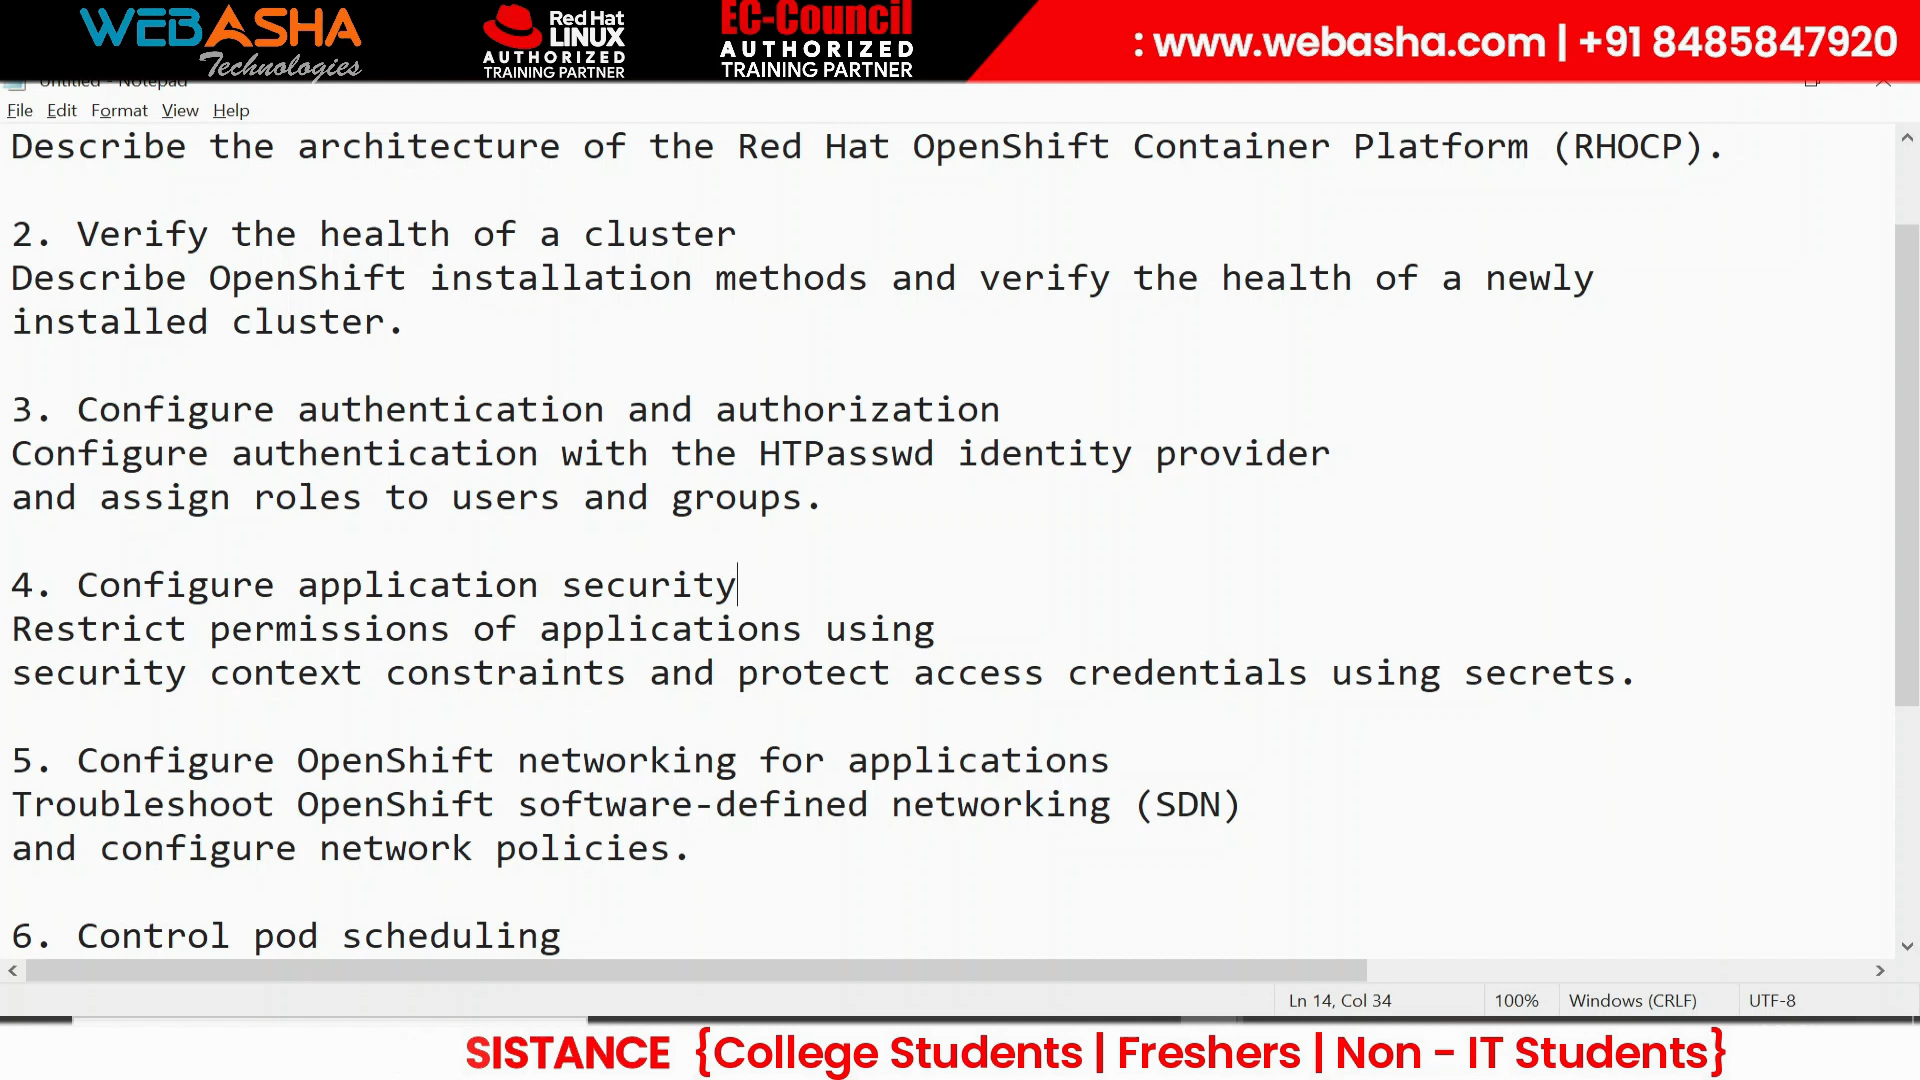 WEBASHA
Technologies
Red Hat
LINUX
AUTHORIZED
TRAINING PARTNER
EC-Council
AUTHORIZED
TRAINING PARTNER
: www.webasha.com | +91 8485847920
Untitled - Notepad
File Edit Format View Help
Describe the architecture of the Red Hat OpenShift Container Platform (RHOCP).
2. Verify the health of a cluster
Describe OpenShift installation methods and verify the health of a newly
installed cluster.
3. Configure authentication and authorization
Configure authentication with the HTPasswd identity provider
and assign roles to users and groups.
4. Configure application security
Restrict permissions of applications using
security context constraints and protect access credentials using secrets.
5. Configure OpenShift networking for applications
Troubleshoot OpenShift software-defined networking (SDN)
and configure network policies.
6. Control pod scheduling
Ln 14, Col 34 100% Windows (CRLF) UTF-8
SISTANCE {College Students | Freshers | Non - IT Students}